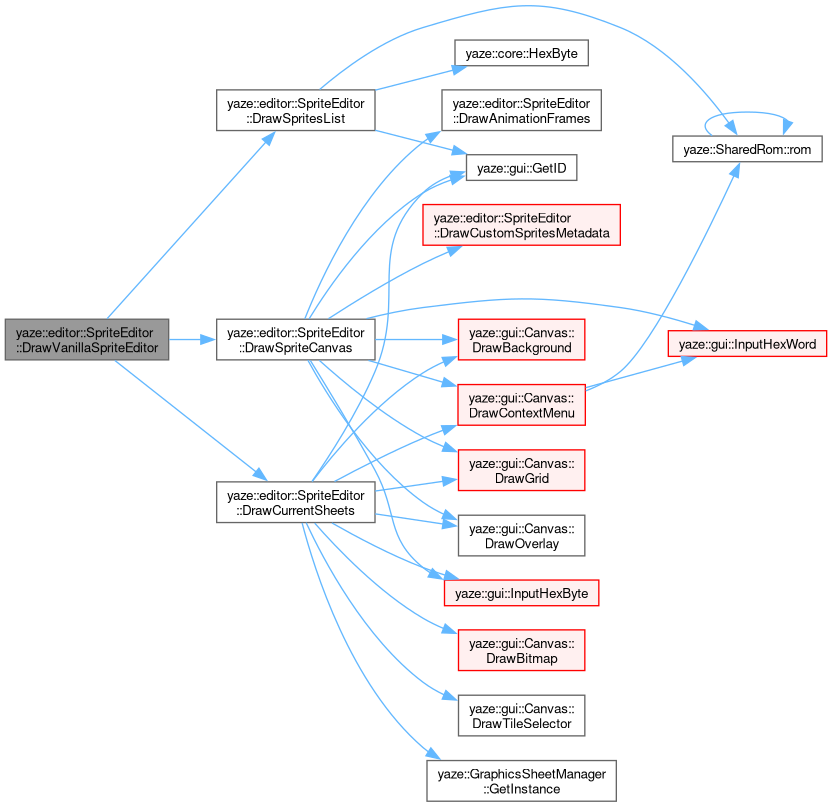 yaze::editor::SpriteEditor
::DrawVanillaSpriteEditor
yaze::editor::SpriteEditor
::DrawSpritesList
yaze::editor::SpriteEditor
::DrawSpriteCanvas
yaze::editor::SpriteEditor
::DrawCurrentSheets
yaze::core::HexByte
yaze::editor::SpriteEditor
::DrawAnimationFrames
yaze::gui::GetID
yaze::editor::SpriteEditor
::DrawCustomSpritesMetadata
yaze::gui::Canvas::
DrawBackground
yaze::gui::Canvas::
DrawContextMenu
yaze::gui::Canvas::
DrawGrid
yaze::gui::Canvas::
DrawOverlay
yaze::gui::InputHexByte
yaze::gui::Canvas::
DrawBitmap
yaze::gui::Canvas::
DrawTileSelector
yaze::GraphicsSheetManager
::GetInstance
yaze::SharedRom::rom
yaze::gui::InputHexWord